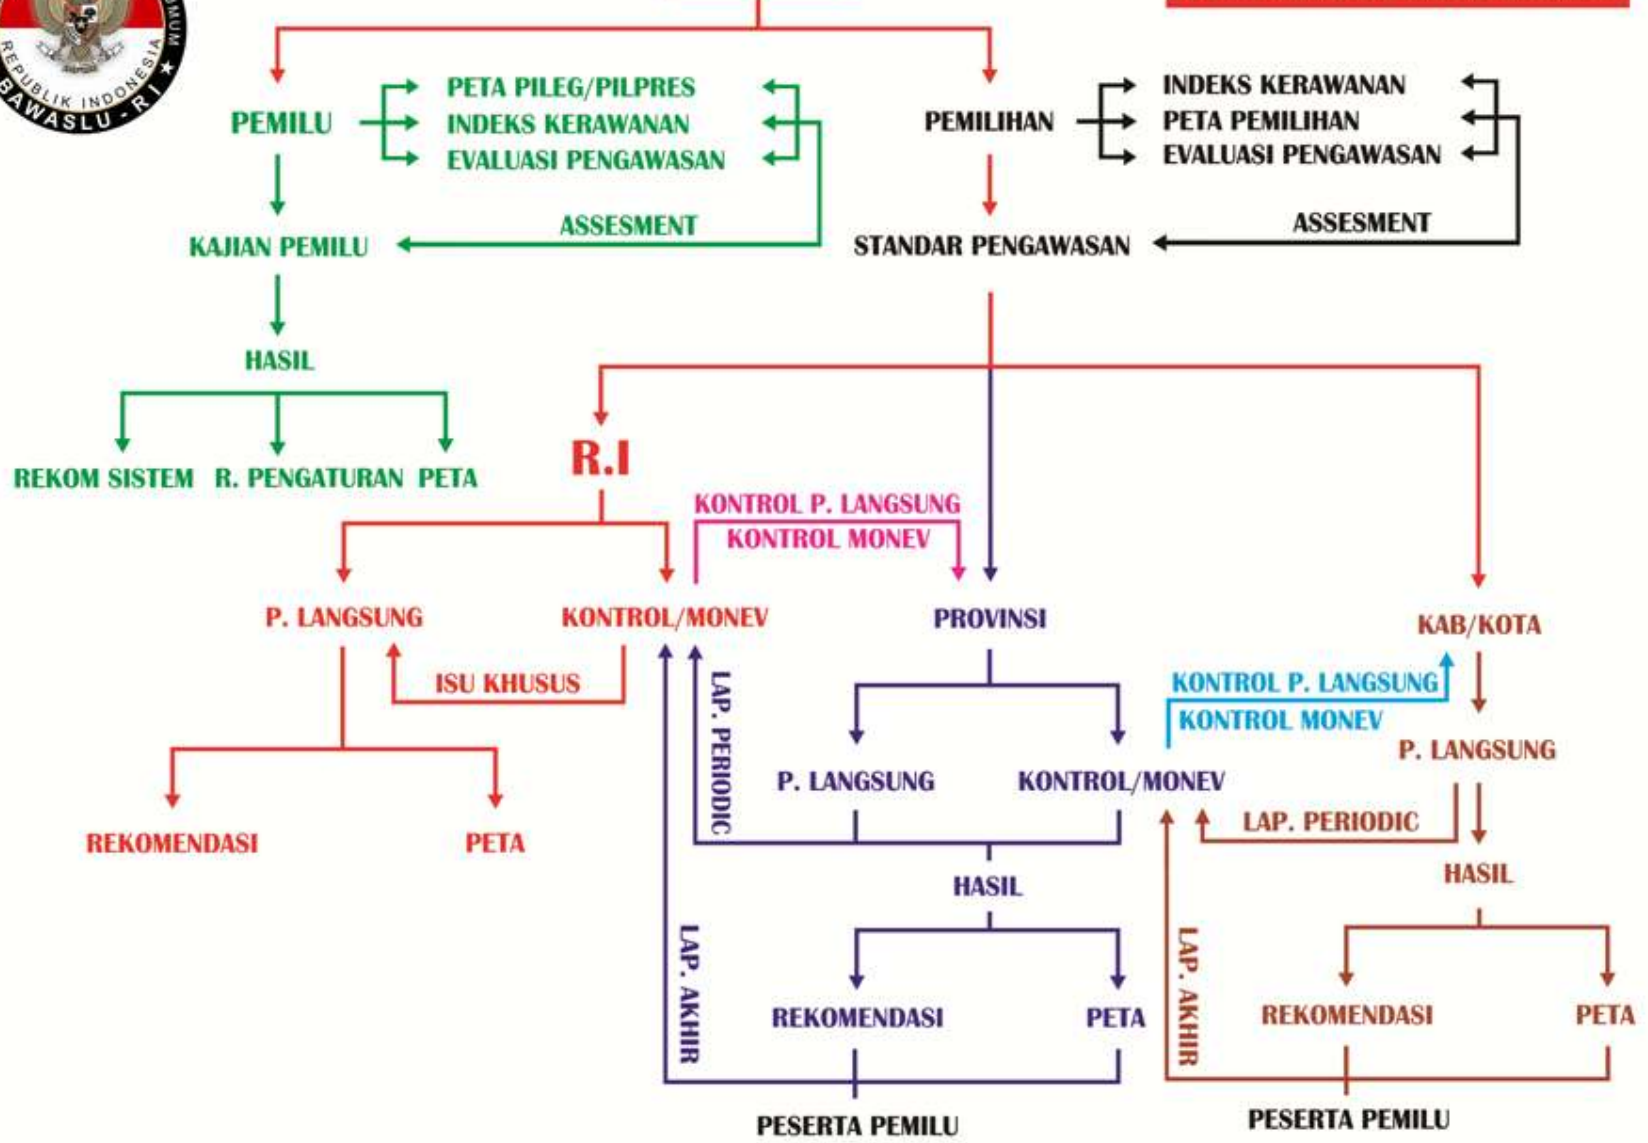 UMUM
REPUBLIK INDONESIA
BAWASLU - R I
PEMILU
PETA PILEG/PILPRES
INDEKS KERAWANAN
EVALUASI PENGAWASAN
ASSESMENT
KAJIAN PEMILU
HASIL
REKOM SISTEM
R. PENGATURAN
PETA
PEMILIHAN
INDEKS KERAWANAN
PETA PEMILIHAN
EVALUASI PENGAWASAN
ASSESMENT
STANDAR PENGAWASAN
R.I
KONTROL P. LANGSUNG
KONTROL MONEV
P. LANGSUNG
KONTROL/MONEV
ISU KHUSUS
REKOMENDASI
PETA
LAP. PERIODIC
LAP. AKHIR
PROVINSI
P. LANGSUNG
KONTROL/MONEV
HASIL
REKOMENDASI
PETA
PESERTA PEMILU
KONTROL P. LANGSUNG
KONTROL MONEV
KAB/KOTA
P. LANGSUNG
LAP. PERIODIC
HASIL
LAP. AKHIR
REKOMENDASI
PETA
PESERTA PEMILU